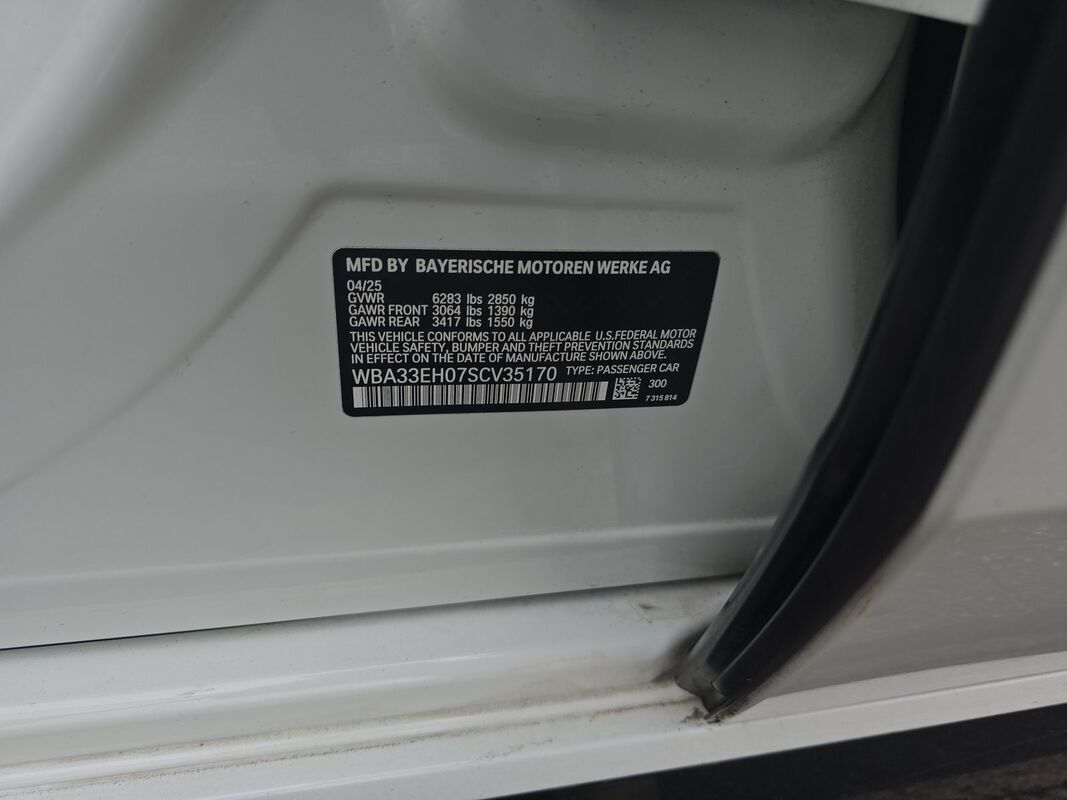 MFD BY BAYERISCHE MOTOREN WERKE AG
04/25
GVWR 6283 lbs 2850 kg
GAWR FRONT 3064 lbs 1390 kg
GAWR REAR 3417 lbs 1550 kg
THIS VEHICLE CONFORMS TO ALL APPLICABLE U.S.FEDERAL MOTOR
VEHICLE SAFETY, BUMPER AND THEFT PREVENTION STANDARDS
IN EFFECT ON THE DATE OF MANUFACTURE SHOWN ABOVE.
WBA33EH07SCV35170 TYPE: PASSENGER CAR
300
7 315 814